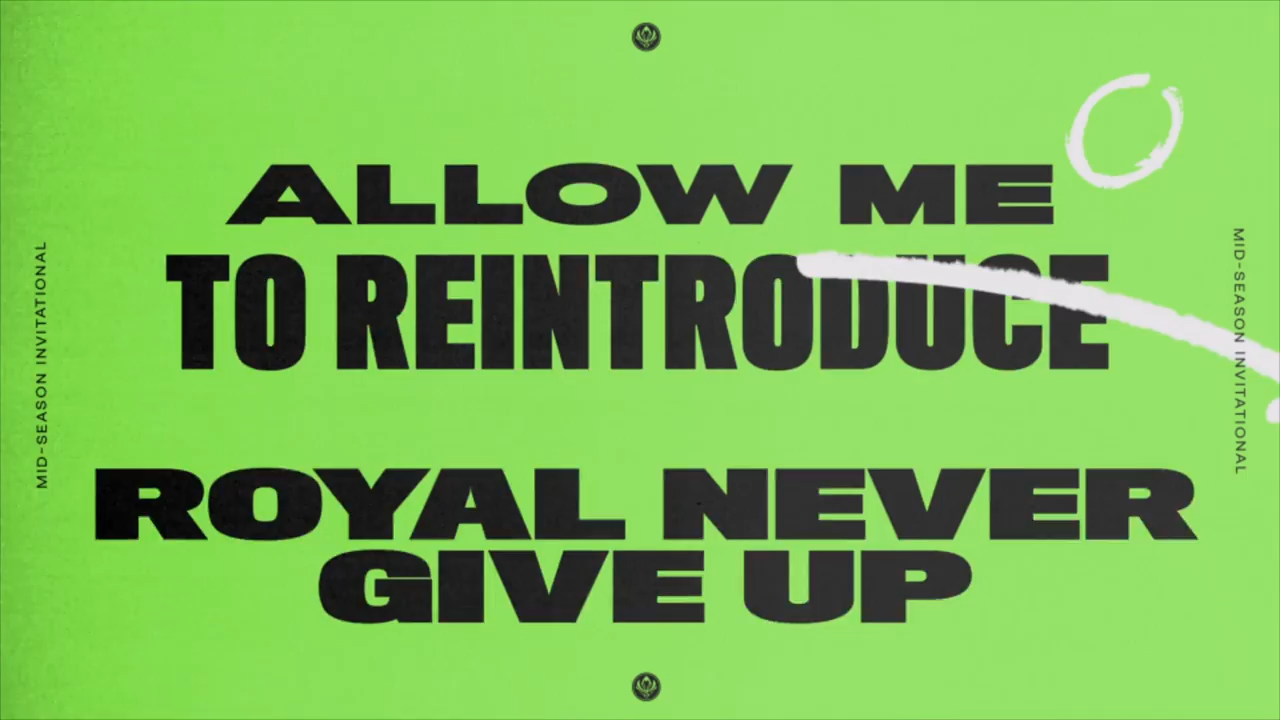 ALLOW ME
TO REINTRODUCE
ROYAL NEVER
GIVE UP
MID-SEASON INVITATIONAL
MID-SEASON INVITATIONAL